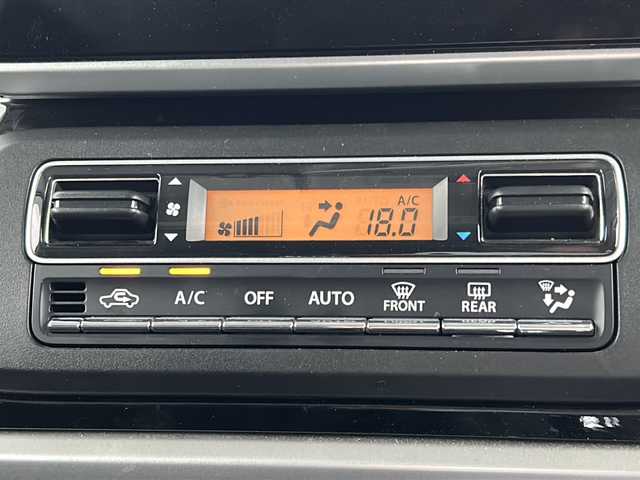 A/C
18.0
A/C
OFF
AUTO
FRONT
REAR